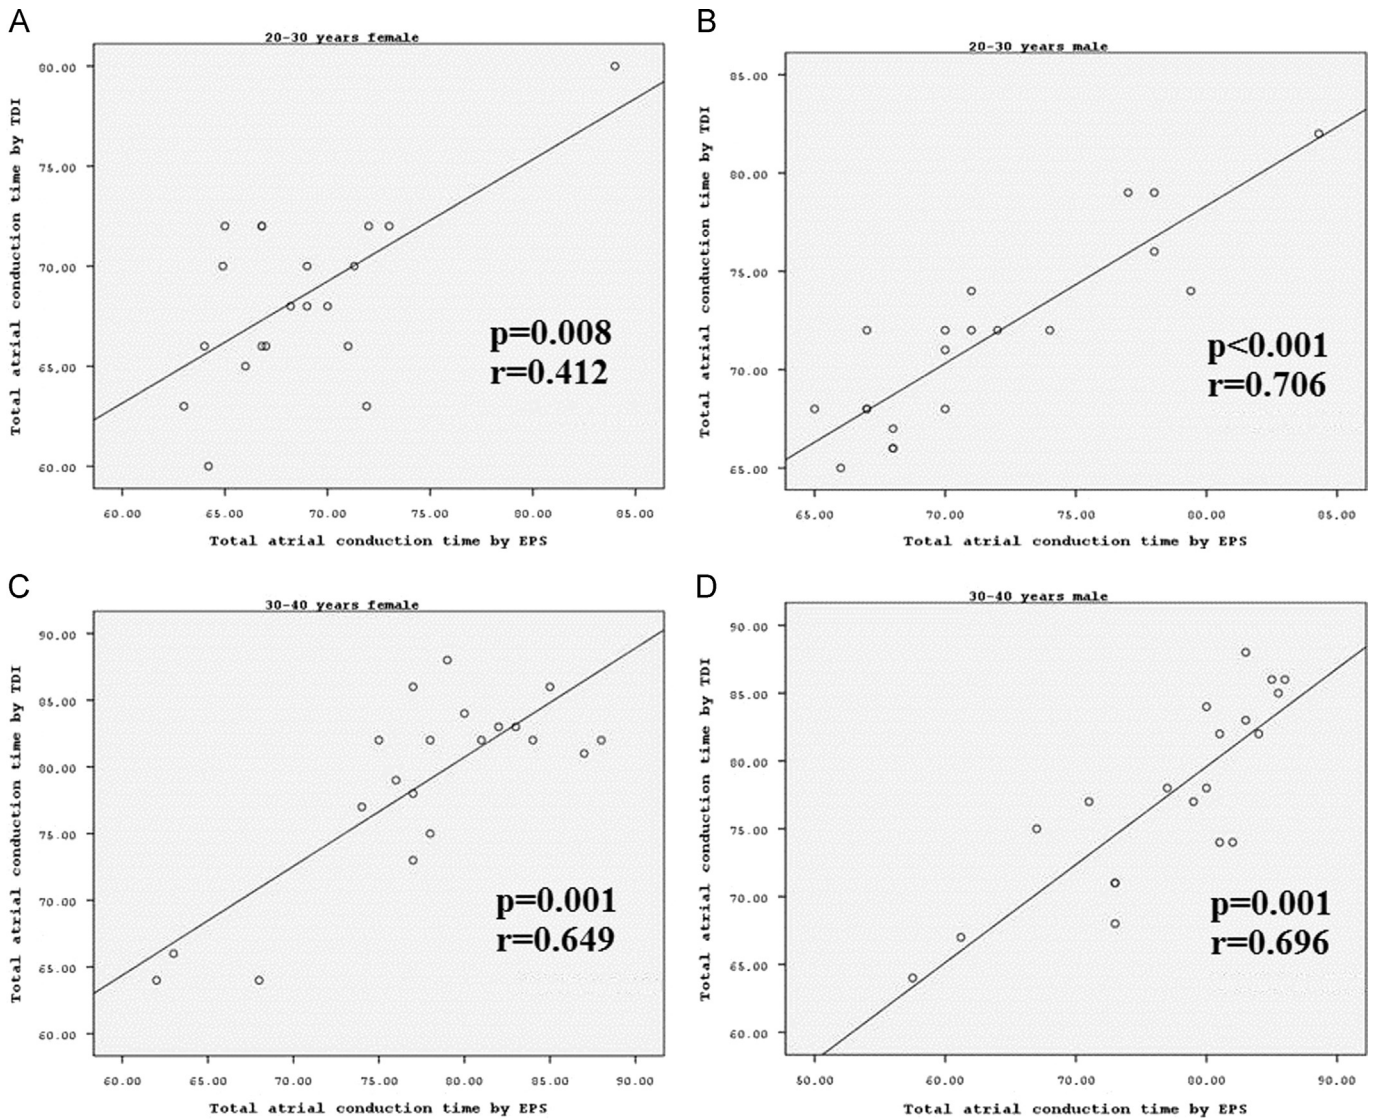 A
20-30 years female
Total atrial conduction time by TDI
80.00
75.00
70.00
65.00
60.00
p=0.008
r=0.412
60.00 65.00 70.00 75.00 80.00 85.00
Total atrial conduction time by EPS
B
20-30 years male
Total atrial conduction time by TDI
85.00
80.00
75.00
70.00
65.00
p<0.001
r=0.706
65.00 70.00 75.00 80.00 85.00
Total atrial conduction time by EPS
C
30-40 years female
Total atrial conduction time by TDI
90.00
85.00
80.00
75.00
70.00
65.00
60.00
p=0.001
r=0.649
60.00 65.00 70.00 75.00 80.00 85.00 90.00
Total atrial conduction time by EPS
D
30-40 years male
Total atrial conduction time by TDI
90.00
85.00
80.00
75.00
70.00
65.00
60.00
p=0.001
r=0.696
50.00 60.00 70.00 80.00 90.00
Total atrial conduction time by EPS